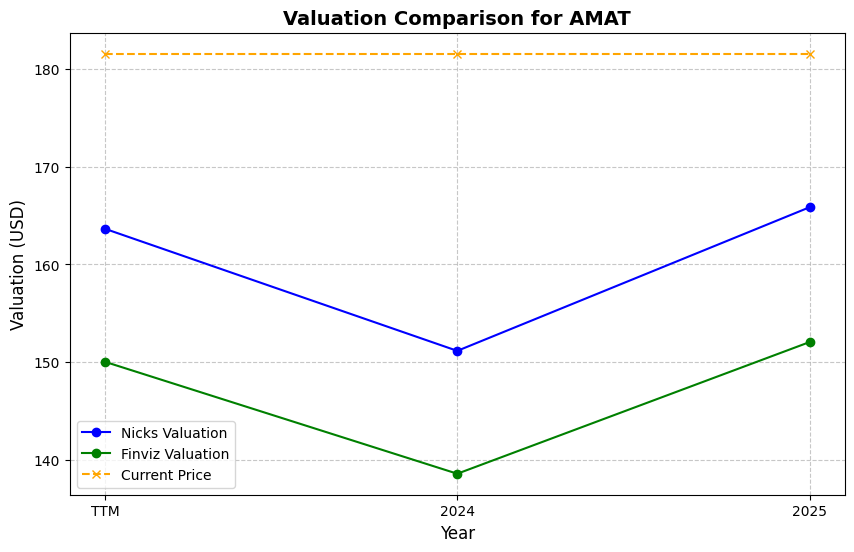 Valuation Comparison for AMAT
Valuation (USD)
180
170
160
150
140
Nicks Valuation
Finviz Valuation
Current Price
TTM
2024
2025
Year